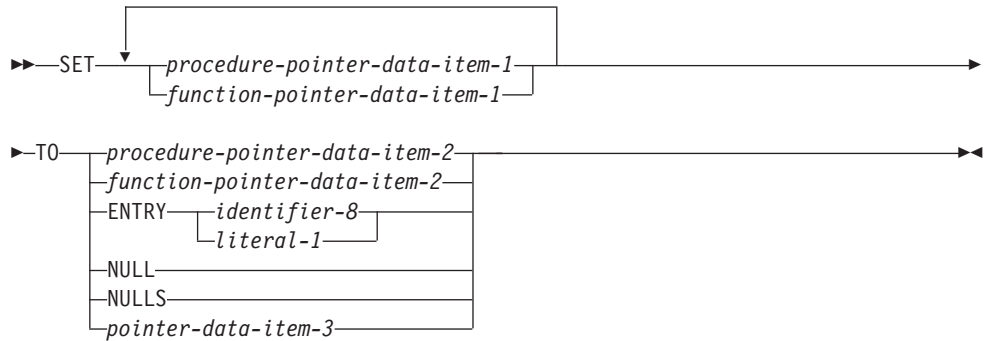 SET procedure-pointer-data-item-1
function-pointer-data-item-1
TO procedure-pointer-data-item-2
function-pointer-data-item-2
ENTRY identifier-8
literal-1
NULL
NULLS
pointer-data-item-3